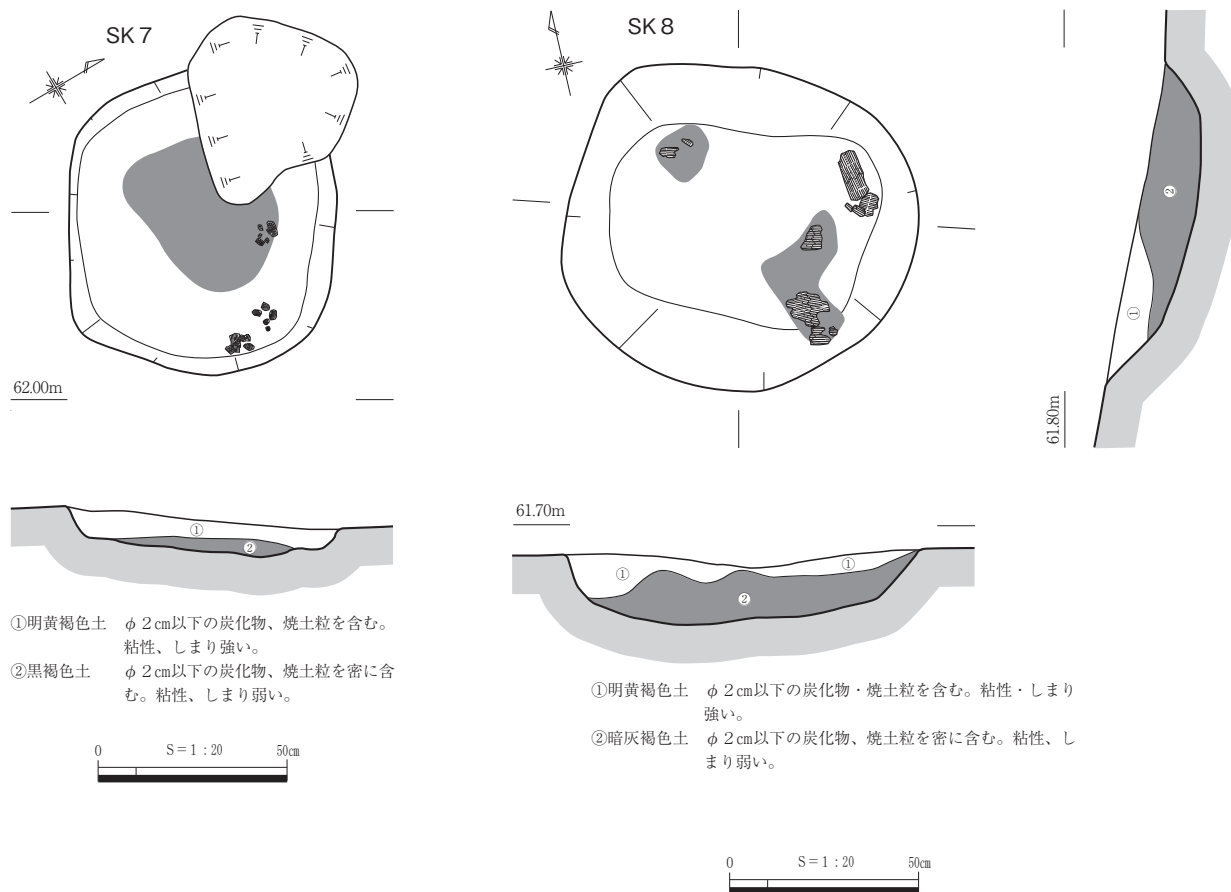 SK 7
62.00m
①
②
①明黄褐色土 φ 2㎝以下の炭化物、焼土粒を含む。
粘性、しまり強い。
②黒褐色土 φ 2㎝以下の炭化物、焼土粒を密に含
む。粘性、しまり弱い。
0 S = 1 : 20 50㎝
SK 8
②
①
61.80m
61.70m
①
①
②
①明黄褐色土 φ 2㎝以下の炭化物・焼土粒を含む。粘性・しまり
強い。
②暗灰褐色土 φ 2㎝以下の炭化物、焼土粒を密に含む。粘性、し
まり弱い。
0 S = 1 : 20 50㎝